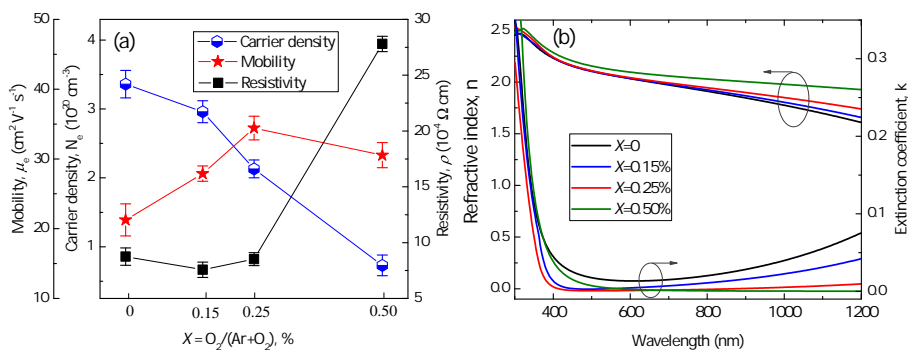 (a)
Carrier density
Mobility
Resistivity
Mobility, μₑ (cm² V⁻¹ s⁻¹)
50
40
30
20
10
Carrier density, Nₑ (10²⁰ cm⁻³)
4
3
2
1
0
0.15
0.25
0.50
X=O₂/(Ar+O₂), %
30
25
20
15
10
5
Resistivity, ρ (10⁻⁴ Ω cm)
(b)
Refractive index, n
2.5
2.0
1.5
1.0
0.5
0.0
X=0
X=0.15%
X=0.25%
X=0.50%
400
600
800
1000
1200
Wavelength (nm)
0.3
0.2
0.1
0.0
Extinction coefficient, k